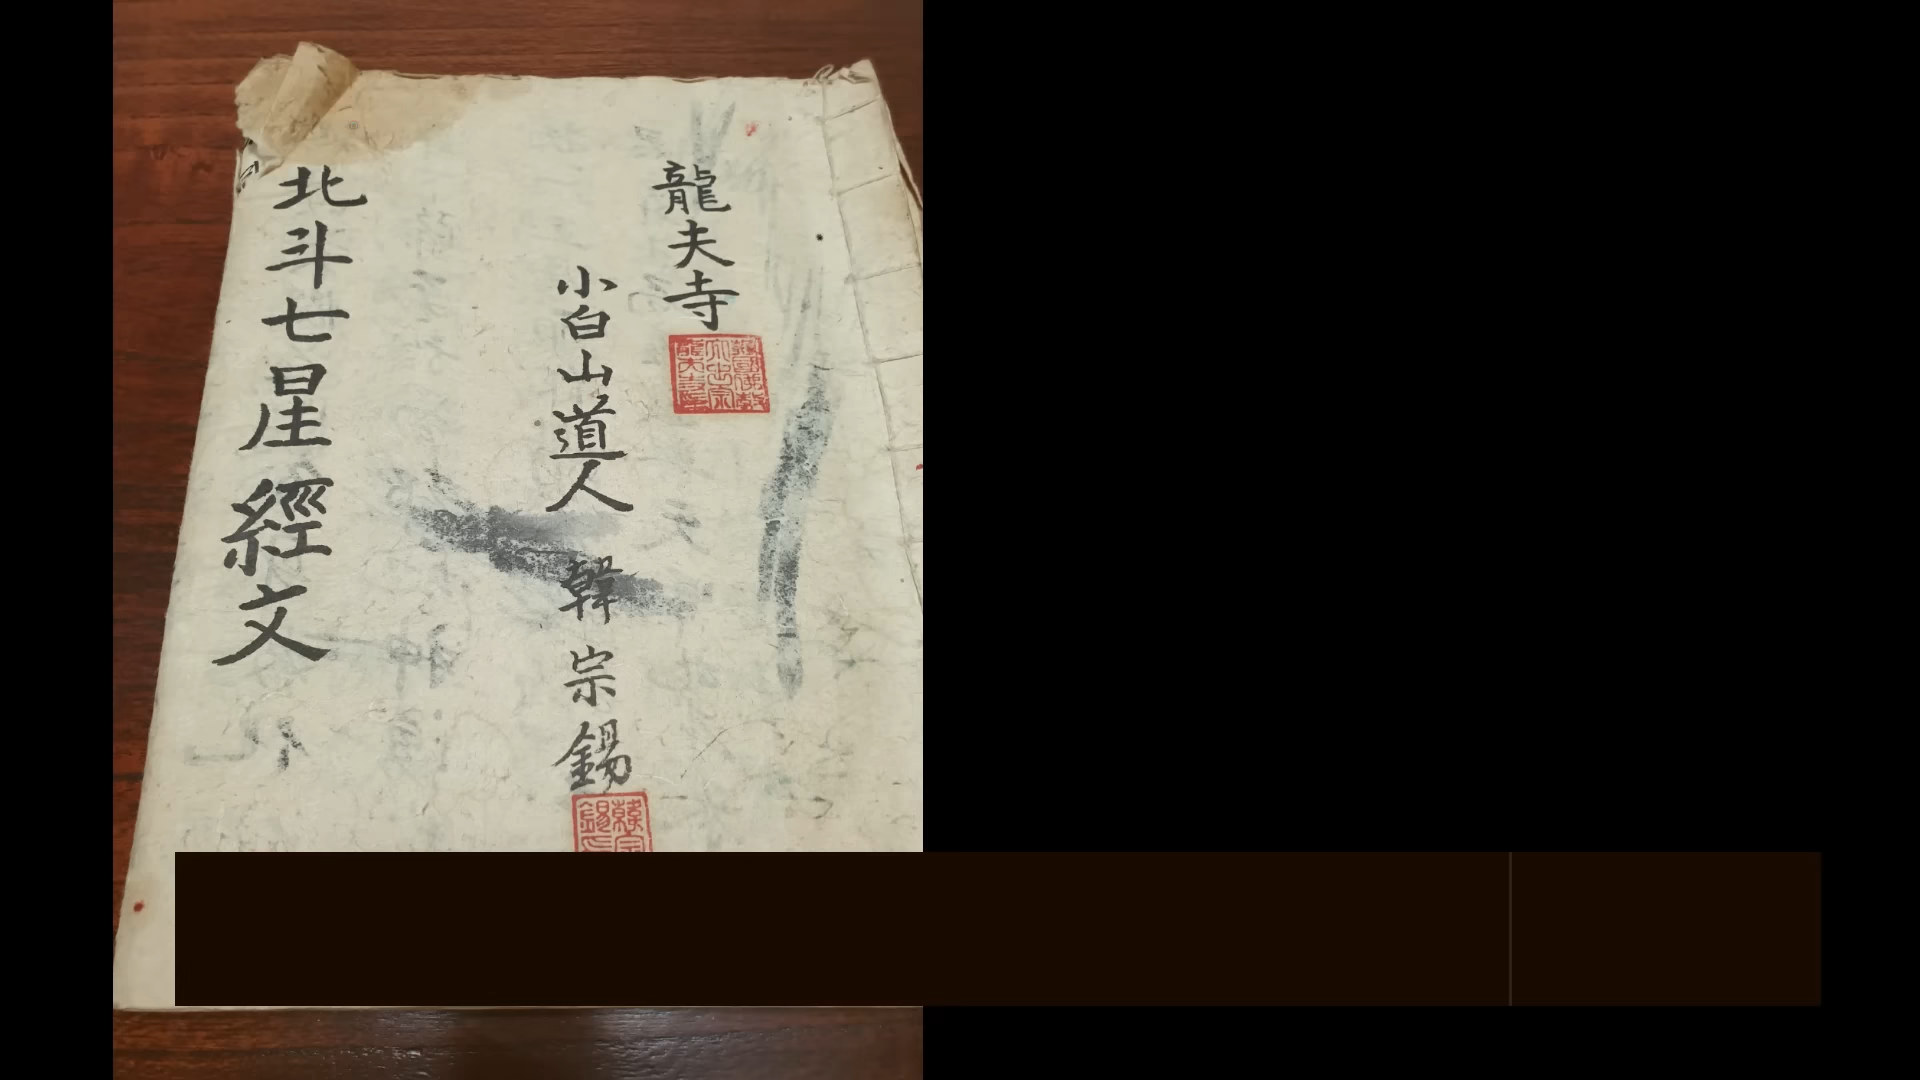 龍夫寺
小白山道人 韓宗錫
北斗七星經文